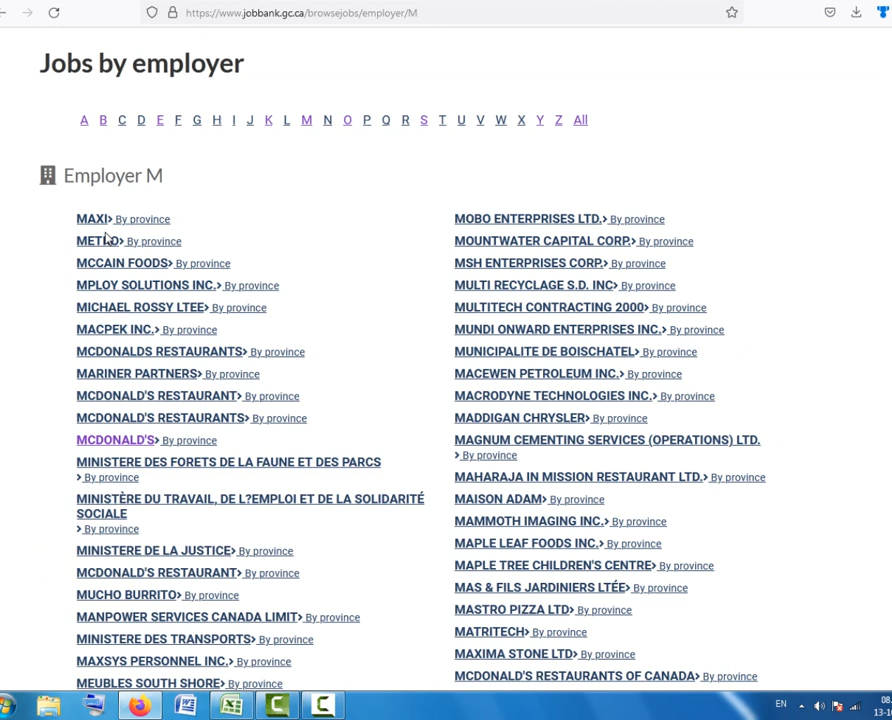 https://www.jobbank.gc.ca/browsejobs/employer/M
Jobs by employer
A B C D E F G H I J K L M N O P Q R S T U V W X Y Z All
Employer M
MAXI› By province
METRO› By province
MCCAIN FOODS› By province
MPLOY SOLUTIONS INC.› By province
MICHAEL ROSSY LTEE› By province
MACPEK INC.› By province
MCDONALDS RESTAURANTS› By province
MARINER PARTNERS› By province
MCDONALD'S RESTAURANT› By province
MCDONALD'S RESTAURANTS› By province
MCDONALD'S› By province
MINISTERE DES FORETS DE LA FAUNE ET DES PARCS
› By province
MINISTÈRE DU TRAVAIL, DE L?EMPLOI ET DE LA SOLIDARITÉ
SOCIALE
› By province
MINISTERE DE LA JUSTICE› By province
MCDONALD'S RESTAURANT› By province
MUCHO BURRITO› By province
MANPOWER SERVICES CANADA LIMIT› By province
MINISTERE DES TRANSPORTS› By province
MAXSYS PERSONNEL INC.› By province
MEUBLES SOUTH SHORE› By province
MOBO ENTERPRISES LTD.› By province
MOUNTWATER CAPITAL CORP.› By province
MSH ENTERPRISES CORP.› By province
MULTI RECYCLAGE S.D. INC› By province
MULTITECH CONTRACTING 2000› By province
MUNDI ONWARD ENTERPRISES INC.› By province
MUNICIPALITE DE BOISCHATEL› By province
MACEWEN PETROLEUM INC.› By province
MACRODYNE TECHNOLOGIES INC.› By province
MADDIGAN CHRYSLER› By province
MAGNUM CEMENTING SERVICES (OPERATIONS) LTD.
› By province
MAHARAJA IN MISSION RESTAURANT LTD.› By province
MAISON ADAM› By province
MAMMOTH IMAGING INC.› By province
MAPLE LEAF FOODS INC.› By province
MAPLE TREE CHILDREN'S CENTRE› By province
MAS & FILS JARDINIERS LTÉE› By province
MASTRO PIZZA LTD› By province
MATRITECH› By province
MAXIMA STONE LTD› By province
MCDONALD'S RESTAURANTS OF CANADA› By province
EN
08.
13-10